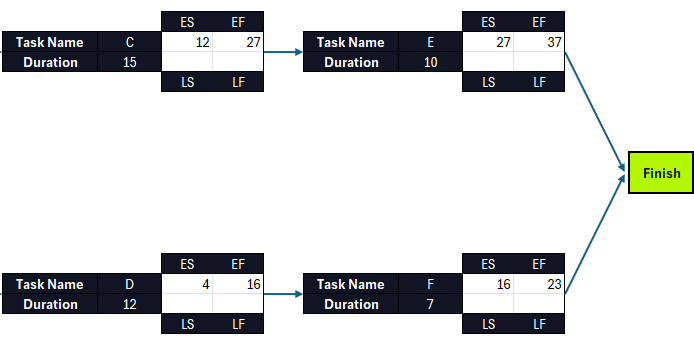 ES EF ES EF
Task Name C 12 27 Task Name E 27 37
Duration 15 Duration 10
LS LF LS LF
Finish
ES EF ES EF
Task Name D 4 16 Task Name F 16 23
Duration 12 Duration 7
LS LF LS LF